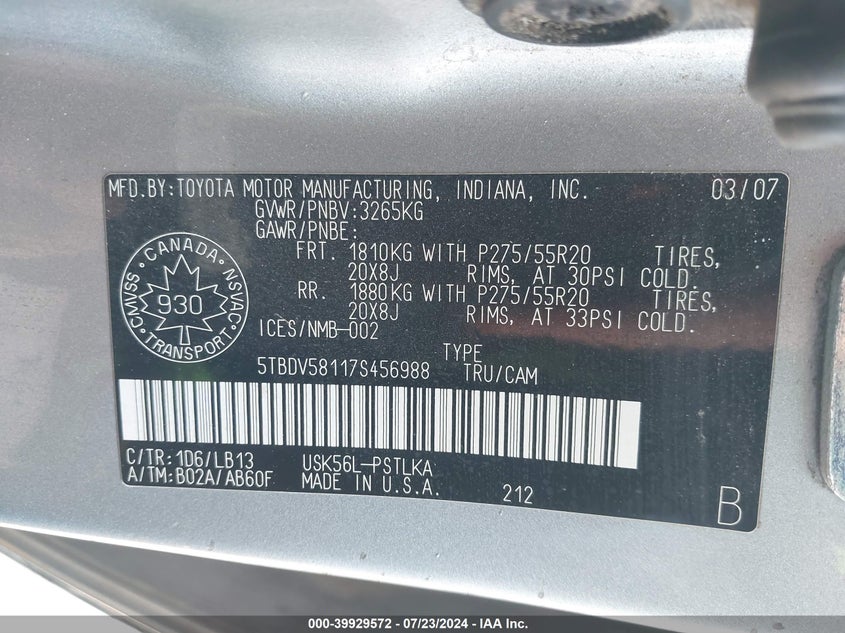 MFD.BY:TOYOTA MOTOR MANUFACTURING, INDIANA, INC. 03/07
GVWR/PNBV:3265KG
GAWR/PNBE:
FRT. 1810KG WITH P275/55R20 TIRES,
20X8J RIMS, AT 30PSI COLD.
RR. 1880KG WITH P275/55R20 TIRES,
20X8J RIMS, AT 33PSI COLD.
ICES/NMB-002
CANADA
CMVSS 930 NSVAC
TRANSPORT
TYPE
5TBDV58117S456988 TRU/CAM
C/TR:1D6/LB13 USK56L-PSTLKA
A/TM:B02A/AB60F MADE IN U.S.A. 212
B
000-39929572 / 07/23/2024 - IAA Inc.